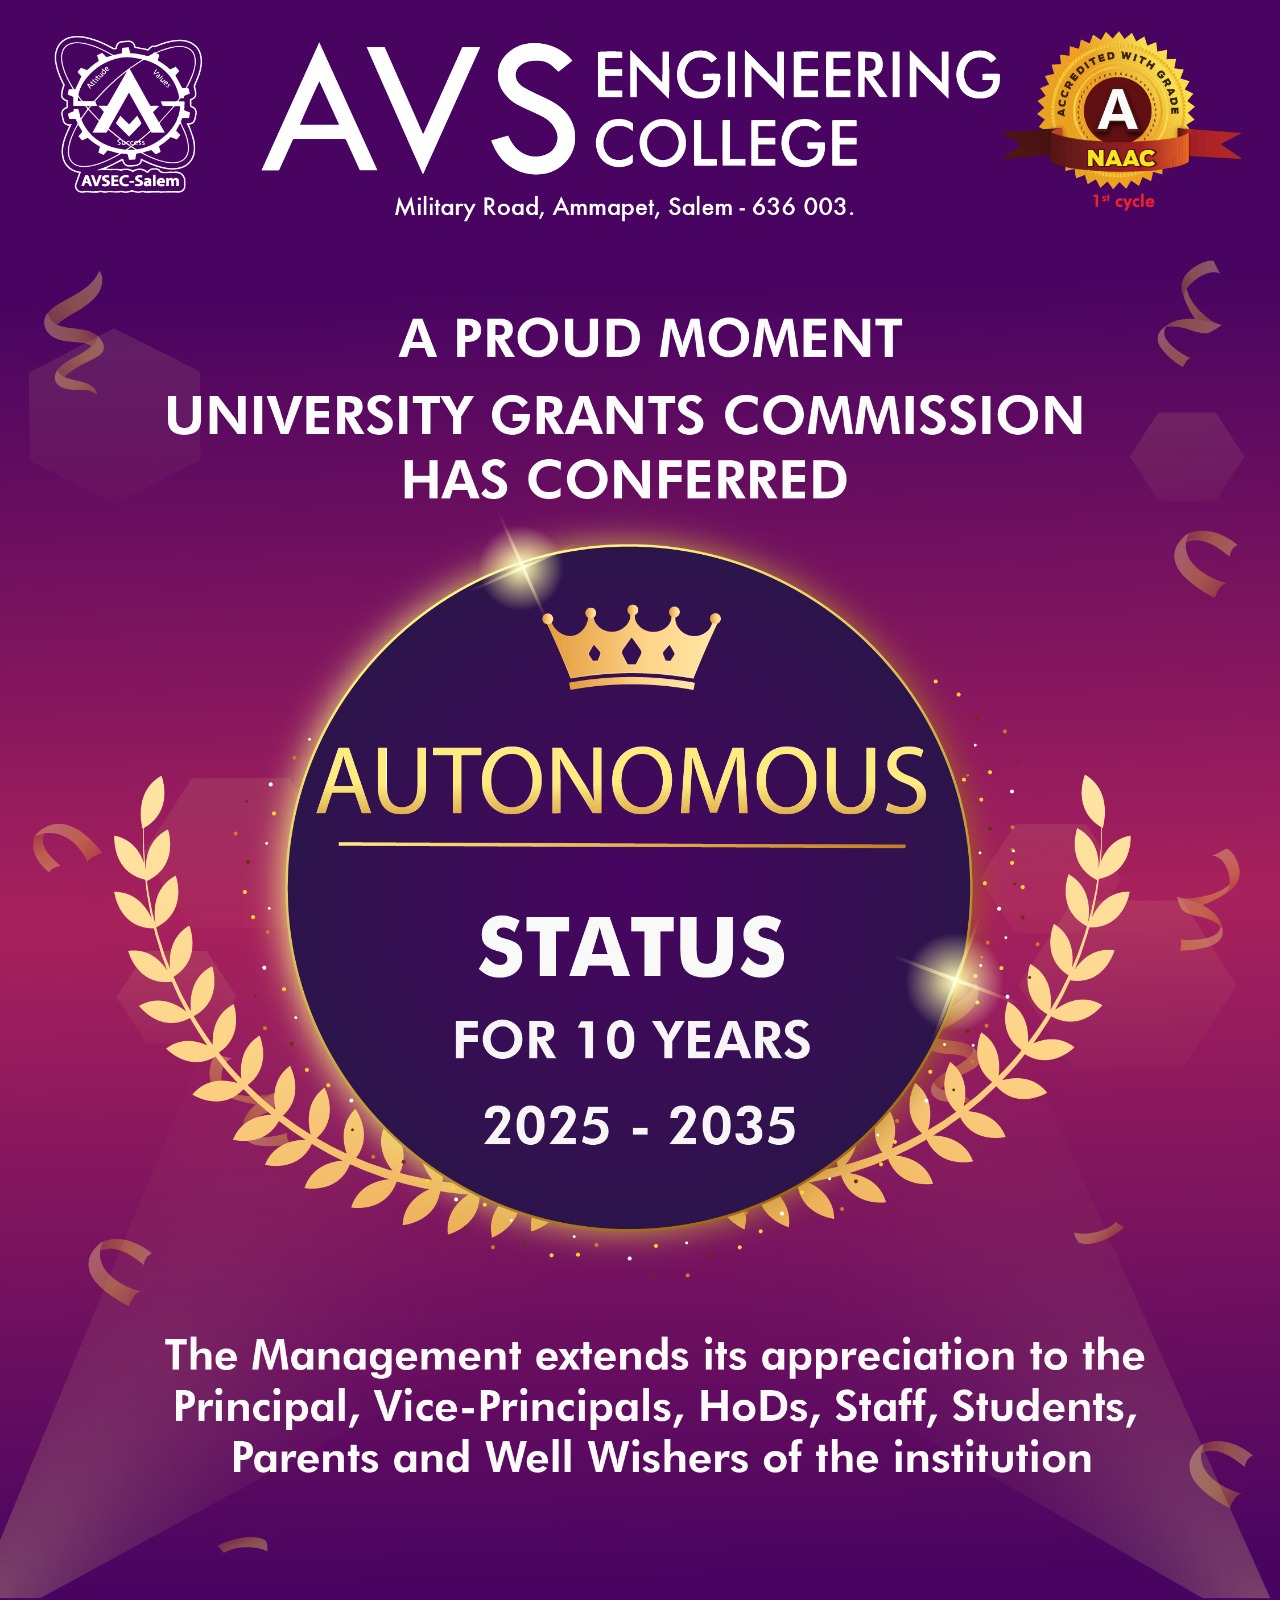 Attitude
Values
Success
AVSEC-Salem
AVS ENGINEERING
COLLEGE
Military Road, Ammapet, Salem - 636 003.
ACCREDITED WITH GRADE
A
NAAC
1st cycle
A PROUD MOMENT
UNIVERSITY GRANTS COMMISSION
HAS CONFERRED
AUTONOMOUS
STATUS
FOR 10 YEARS
2025 - 2035
The Management extends its appreciation to the
Principal, Vice-Principals, HoDs, Staff, Students,
Parents and Well Wishers of the institution